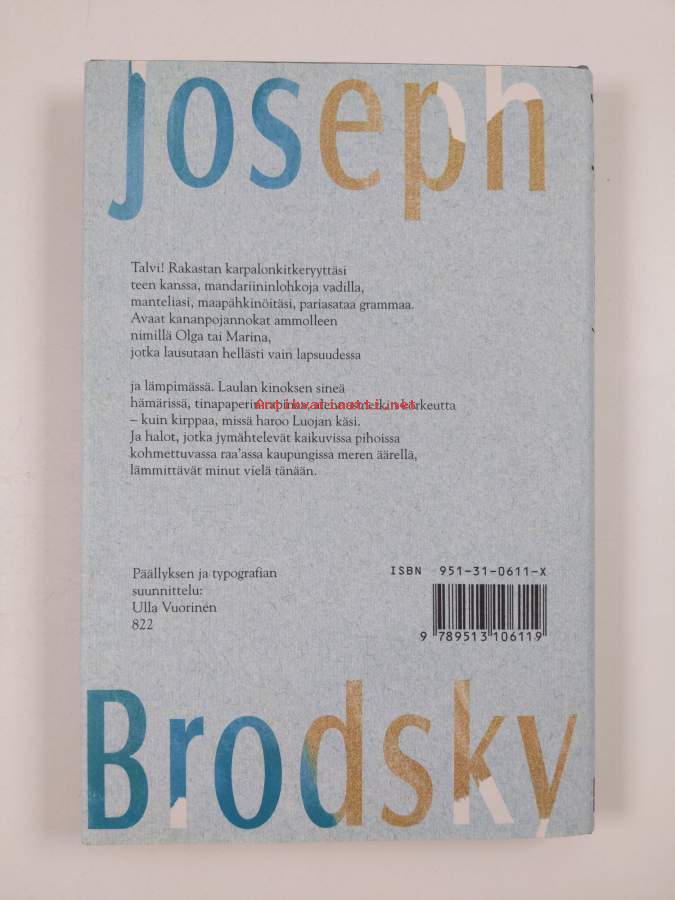 Joseph
Talvi! Rakastan karpalonkitkeryyttäsi
teen kanssa, mandariininlohkoja vadilla,
manteliasi, maapähkinöitäsi, pariasataa grammaa.
Avaat kananpojannokat ammolleen
nimillä Olga tai Marina,
jotka lausutaan hellästi vain lapsuudessa
ja lämpimässä. Laulan kinoksen sineä
hämärissä, tinapaperin
Antikvariaatti.net
– kuin kirppaa, missä haroo Luojan käsi.
Ja halot, jotka jymähtelevät kaikuvissa pihoissa
kohmettuvassa raa'assa kaupungissa meren äärellä,
lämmittävät minut vielä tänään.
Päällyksen ja typografian
suunnittelu:
Ulla Vuorinen
822
ISBN 951-31-0611-X
9 789513 106119
Brodsky